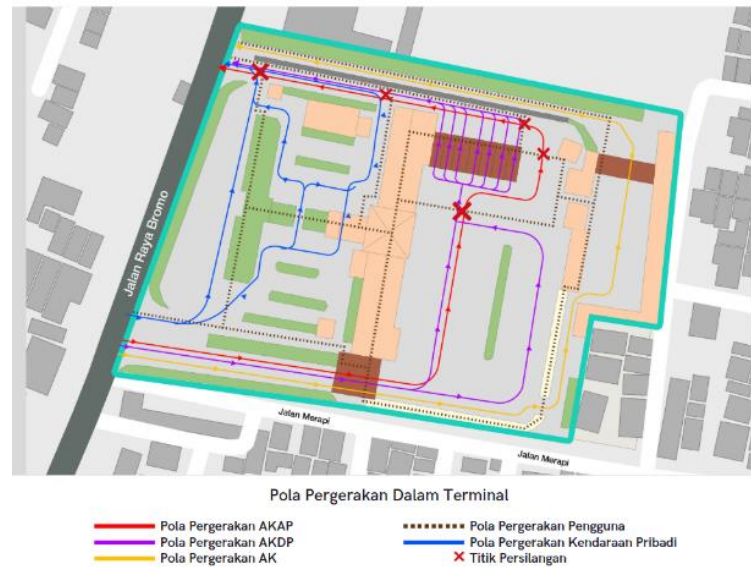 Jalan Raya Bromo
Jalan Merapi
Jalan Merapi
Pola Pergerakan Dalam Terminal
Pola Pergerakan AKAP
Pola Pergerakan AKDP
Pola Pergerakan AK
Pola Pergerakan Pengguna
Pola Pergerakan Kendaraan Pribadi
Titik Persilangan